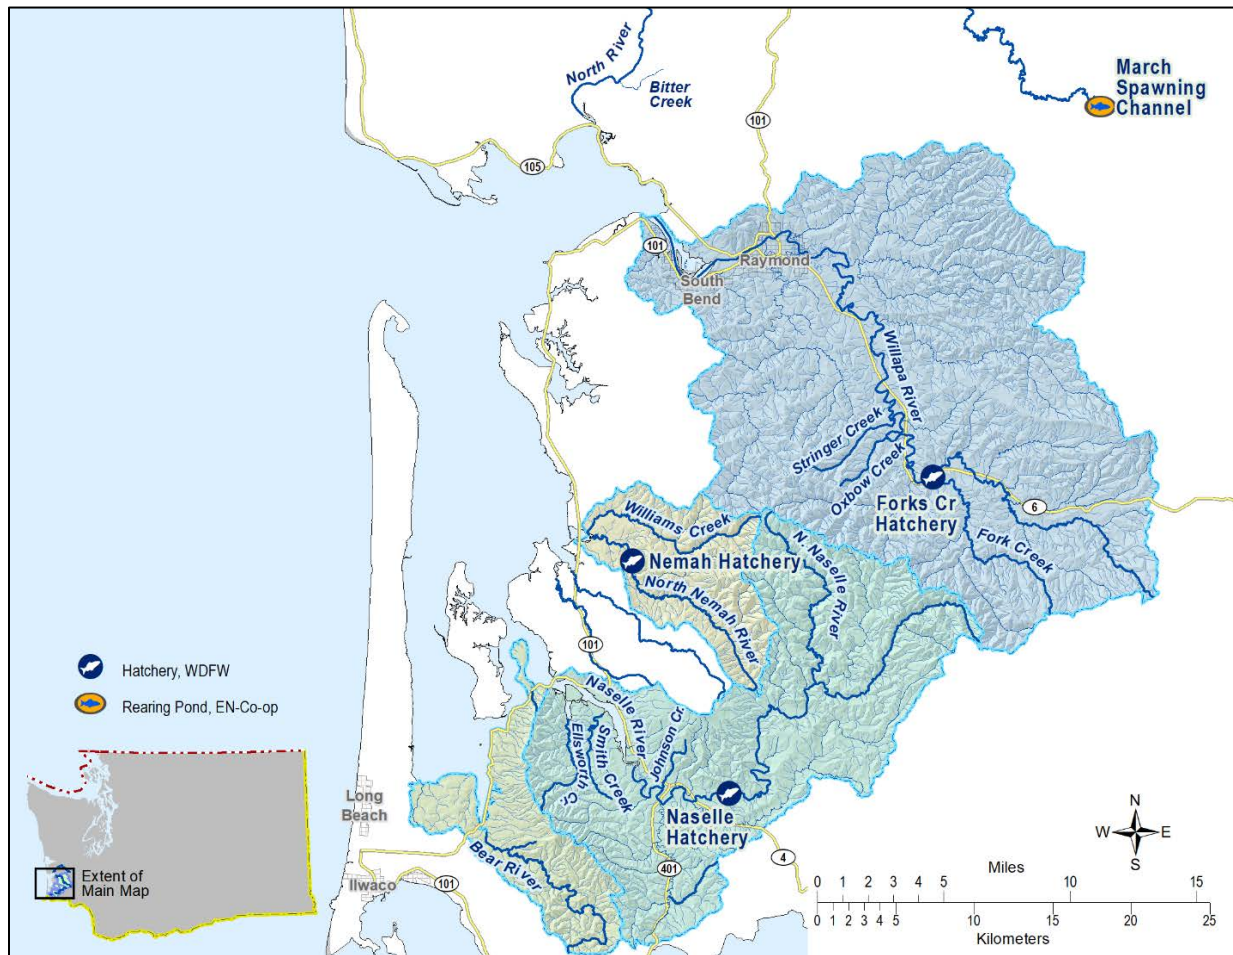 North River
Bitter
Creek
March
Spawning
Channel
101
105
101
Raymond
South
Bend
Willapa River
Stringer Creek
Oxbow Creek
Forks Cr
Hatchery
6
Fork Creek
Williams Creek
N. Naselle River
Nemah Hatchery
North Nemah River
101
Naselle River
Johnson Cr.
Smith Creek
Ellsworth Cr.
Naselle
Hatchery
Hatchery, WDFW
Rearing Pond, EN-Co-op
Long
Beach
Ilwaco
101
Bear River
401
4
Extent of
Main Map
N
W E
S
Miles
0 1 2 3 4 5 10 15
0 1 2 3 4 5 10 15 20 25
Kilometers